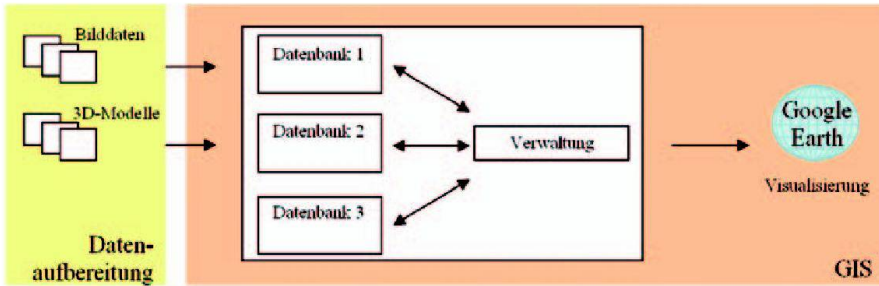 Bilddaten
3D-Modelle
Daten-
aufbereitung
Datenbank 1
Datenbank 2
Datenbank 3
Verwaltung
Google
Earth
Visualisierung
GIS